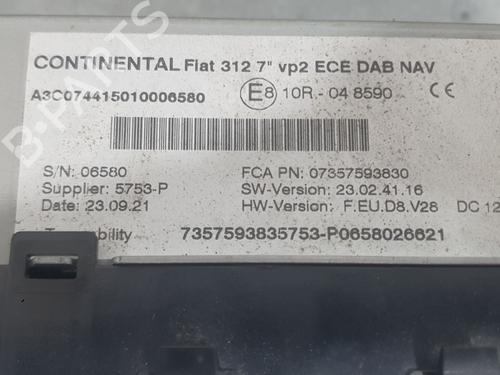 CONTINENTAL Fiat 312 7" vp2 ECE DAB NAV
A3C074415010006580
E8 10R - 04 8590 CE
S/N: 06580
FCA PN: 07357593830
Supplier: 5753-P
SW-Version: 23.02.41.16
Date: 23.09.21
HW-Version: F.EU.D8.V28 DC 12
7357593835753-P0658026621
B-PARTS